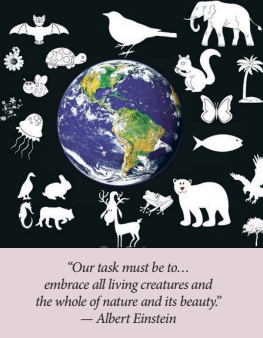 “Our task must be to…
embrace all living creatures and
the whole of nature and its beauty.”
— Albert Einstein